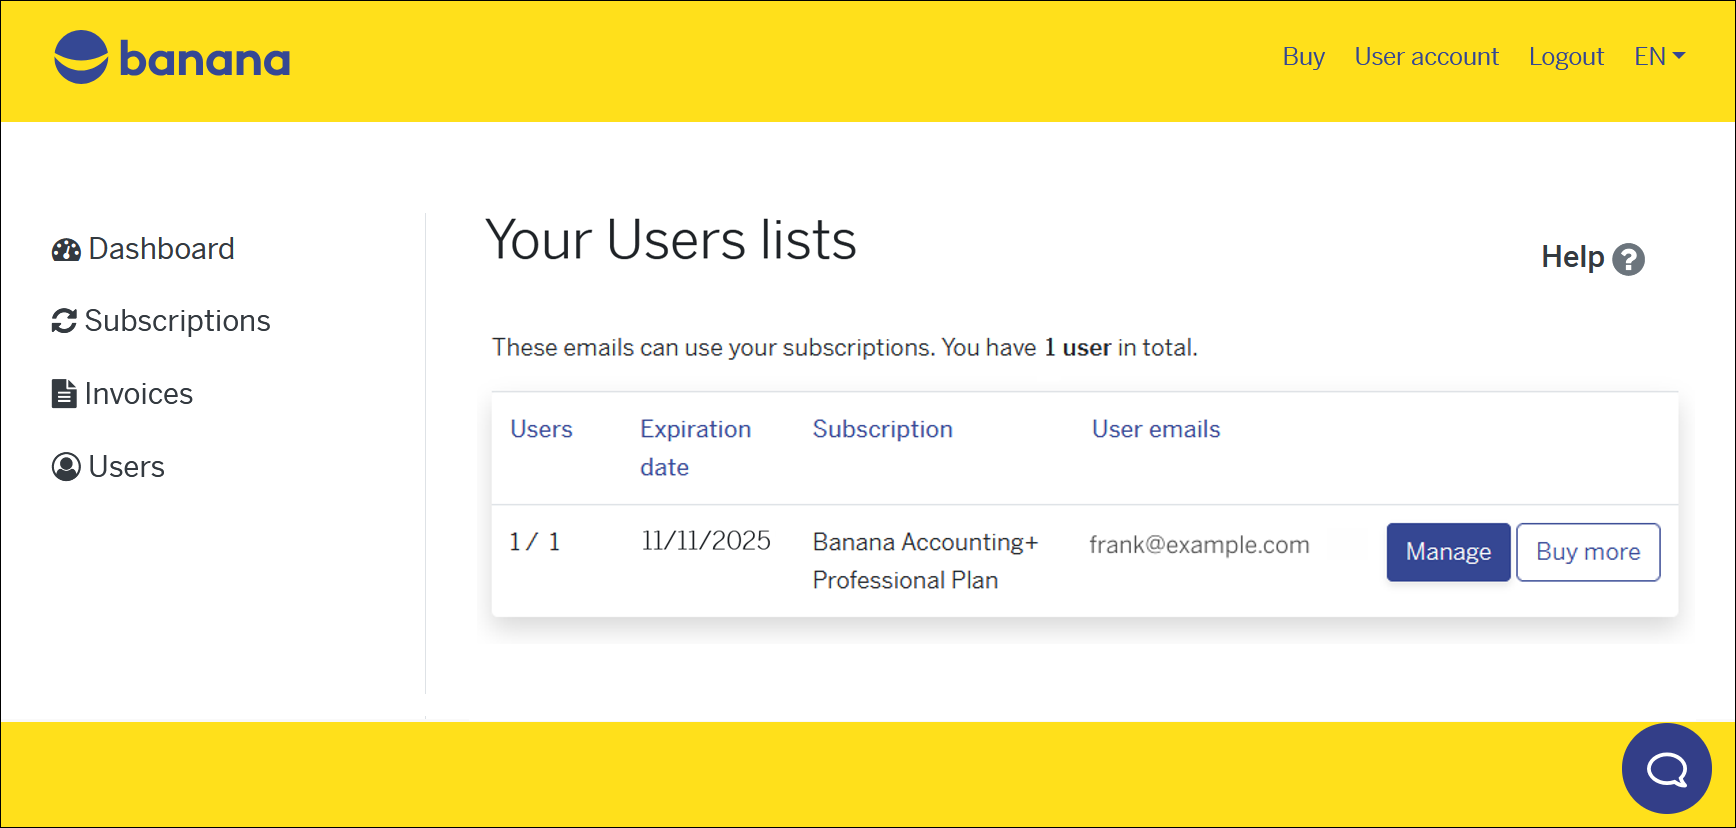 banana
Buy User account Logout EN
Dashboard
Subscriptions
Invoices
Users
Your Users lists
Help ?
These emails can use your subscriptions. You have 1 user in total.
Users Expiration date Subscription User emails
1 / 1 11/11/2025 Banana Accounting+ Professional Plan frank@example.com Manage Buy more